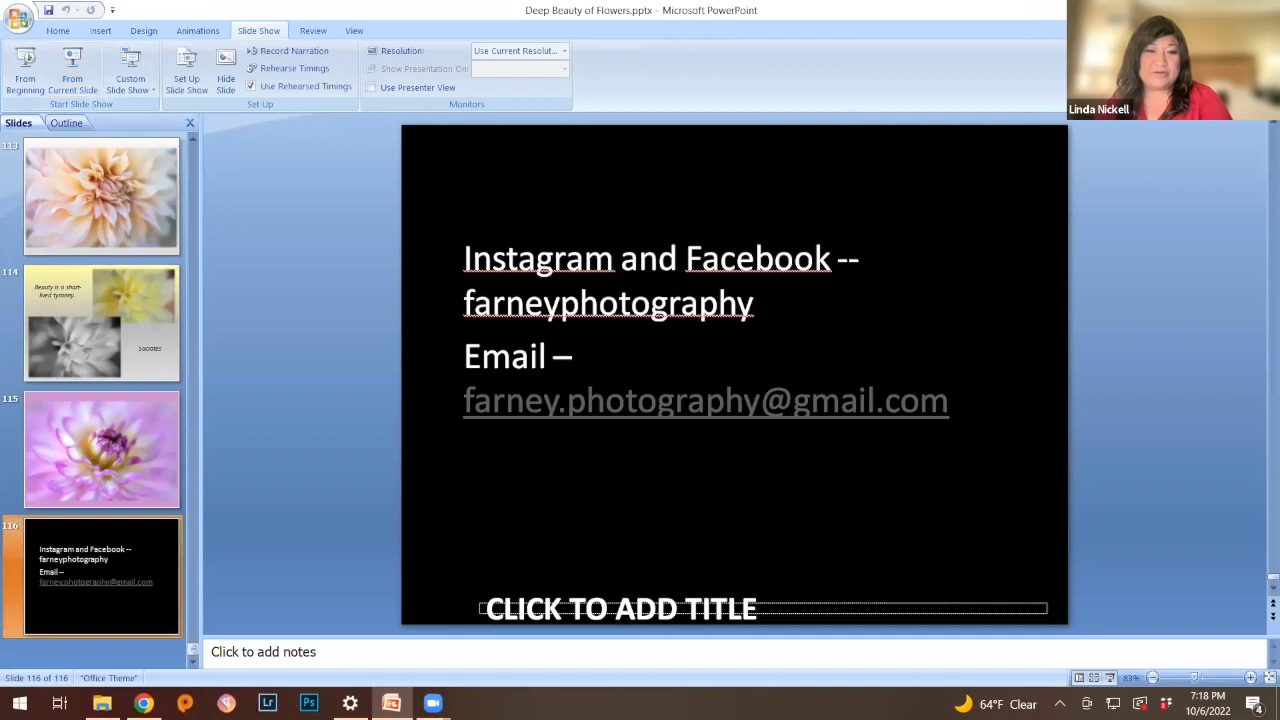 Deep Beauty of Flowers.pptx - Microsoft PowerPoint
Home Insert Design Animations Slide Show Review View
From Beginning
From Current Slide
Custom Slide Show
Start Slide Show
Set Up Slide Show
Hide Slide
Record Narration
Rehearse Timings
Use Rehearsed Timings
Set Up
Resolution:
Use Current Resolut...
Show Presentation On:
Use Presenter View
Monitors
Linda Nickell
Slides Outline
113
114
Beauty is a short-
lived tyranny.
Socrates
115
116
Instagram and Facebook --
farneyphotography
Email –
farney.photography@gmail.com
Instagram and Facebook --
farneyphotography
Email –
farney.photography@gmail.com
CLICK TO ADD TITLE
Click to add notes
Slide 116 of 116 "Office Theme" 83%
Lr Ps
64°F Clear
7:18 PM
10/6/2022
4